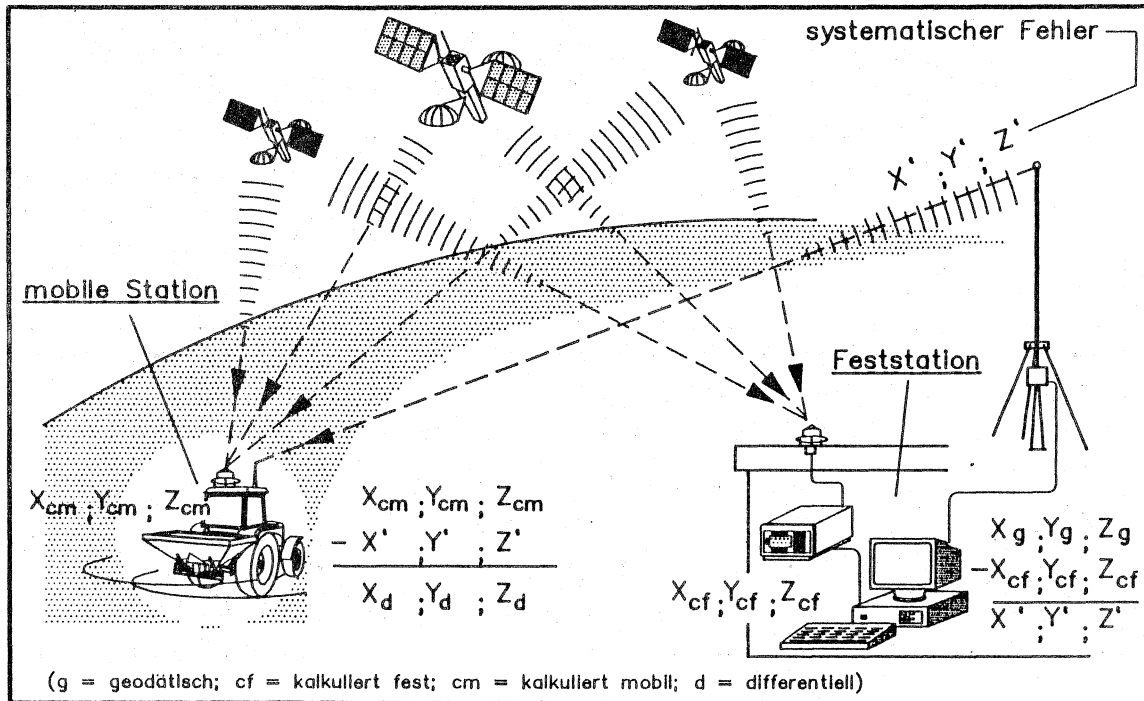 systematischer Fehler
X' ; Y' ; Z'
mobile Station
Feststation
Xcm ; Ycm ; Zcm
Xcm ; Ycm ; Zcm
- X' ; Y' ; Z'
Xd ; Yd ; Zd
Xcf ; Ycf ; Zcf
Xg ; Yg ; Zg
-Xcf ; Ycf ; Zcf
X' ; Y' ; Z'
(g = geodätisch; cf = kalkuliert fest; cm = kalkuliert mobil; d = differentiell)